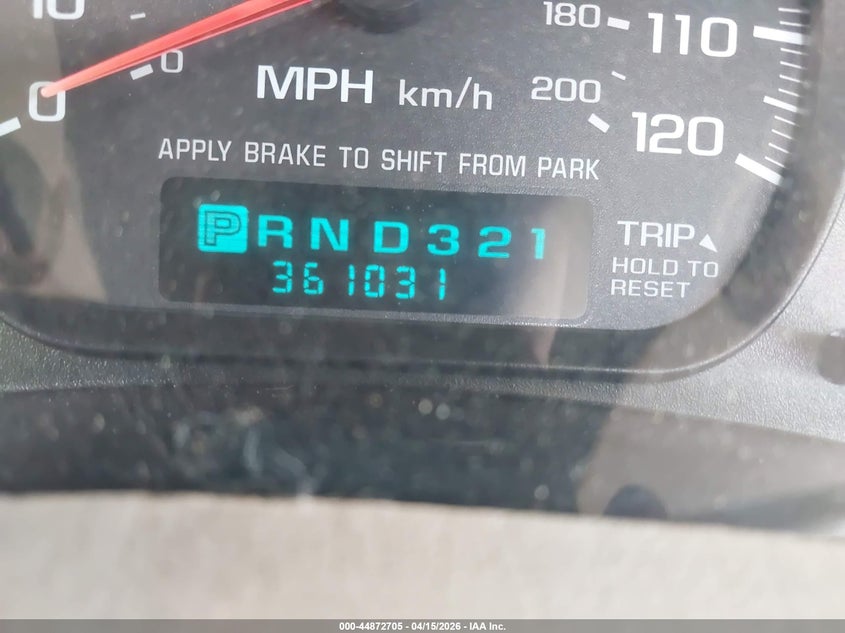 10
0
0
180
110
MPH km/h
200
120
APPLY BRAKE TO SHIFT FROM PARK
PRND321
361031
TRIP
HOLD TO
RESET
000-44872705 - 04/15/2026 - IAA Inc.